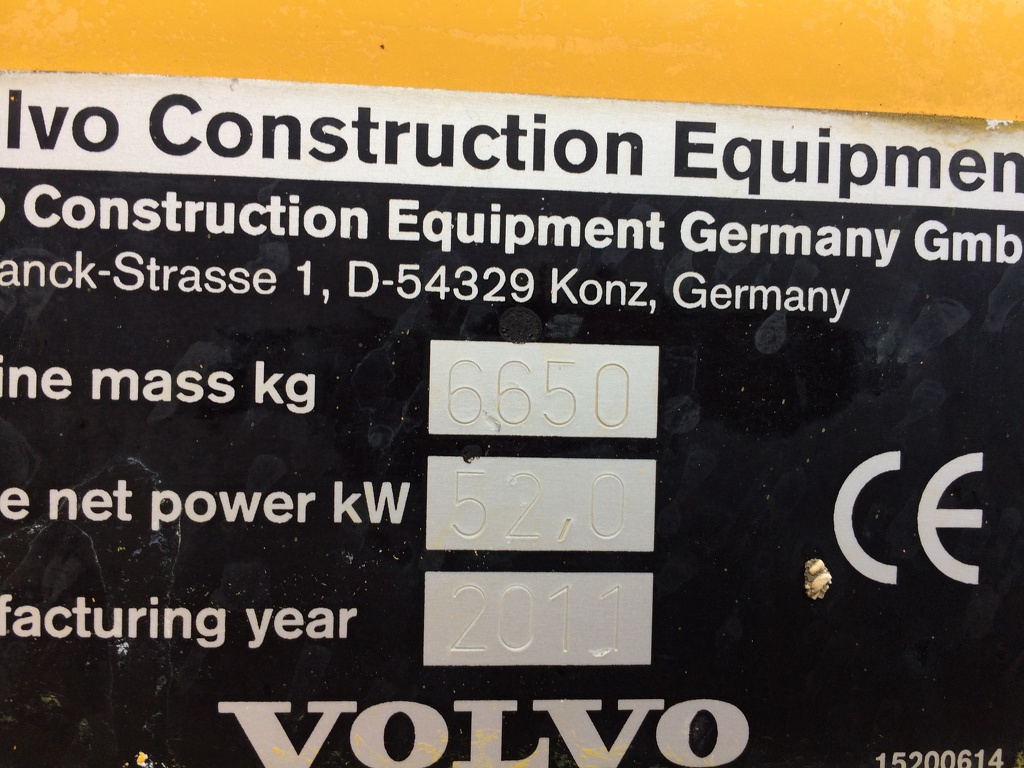 lvo Construction Equipmen
o Construction Equipment Germany Gmb
anck-Strasse 1, D-54329 Konz, Germany
ine mass kg 6650
e net power kW 52,0
CE
facturing year 2011
VOLVO
15200614